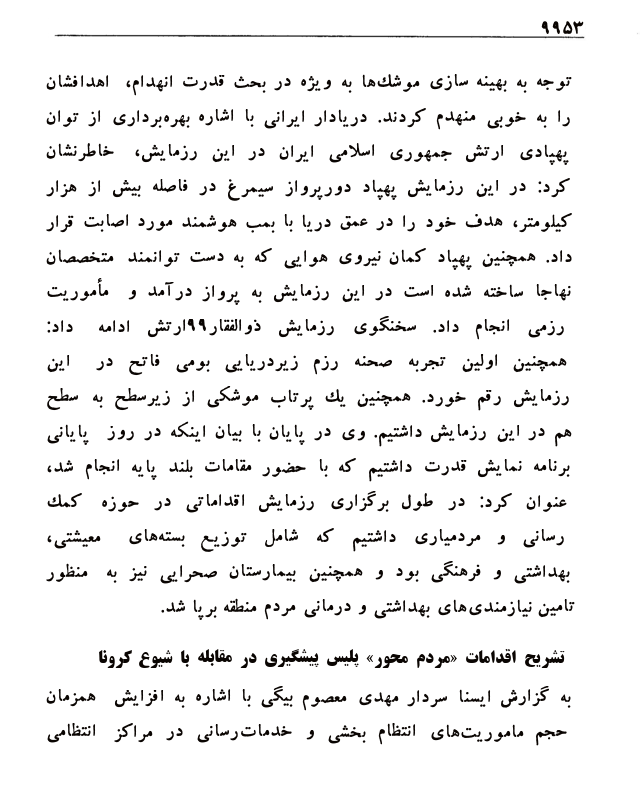 ۹۹۵۳
توجه به بهینه سازی موشك‌ها به ویژه در بحث قدرت انهدام، اهدافشان
را به خوبی منهدم کردند. دریادار ایرانی با اشاره بهره‌برداری از توان
پهپادی ارتش جمهوری اسلامی ایران در این رزمایش، خاطرنشان
کرد: در این رزمایش پهپاد دورپرواز سیمرغ در فاصله بیش از هزار
کیلومتر، هدف خود را در عمق دریا با بمب هوشمند مورد اصابت قرار
داد. همچنین پهپاد کمان نیروی هوایی که به دست توانمند متخصصان
نهاجا ساخته شده است در این رزمایش به پرواز درآمد و مأموریت
رزمی انجام داد. سخنگوی رزمایش ذوالفقار۹۹ارتش ادامه داد:
همچنین اولین تجربه صحنه رزم زیردریایی بومی فاتح در این
رزمایش رقم خورد. همچنین یك پرتاب موشکی از زیرسطح به سطح
هم در این رزمایش داشتیم. وی در پایان با بیان اینکه در روز پایانی
برنامه نمایش قدرت داشتیم که با حضور مقامات بلند پایه انجام شد،
عنوان کرد: در طول برگزاری رزمایش اقداماتی در حوزه کمك
رسانی و مردمیاری داشتیم که شامل توزیع بسته‌های معیشتی،
بهداشتی و فرهنگی بود و همچنین بیمارستان صحرایی نیز به منظور
تامین نیازمندی‌های بهداشتی و درمانی مردم منطقه برپا شد.
تشریح اقدامات «مردم محور» پلیس پیشگیری در مقابله با شیوع کرونا
به گزارش ایسنا سردار مهدی معصوم بیگی با اشاره به افزایش همزمان
حجم ماموریت‌های انتظام بخشی و خدمات‌رسانی در مراکز انتظامی